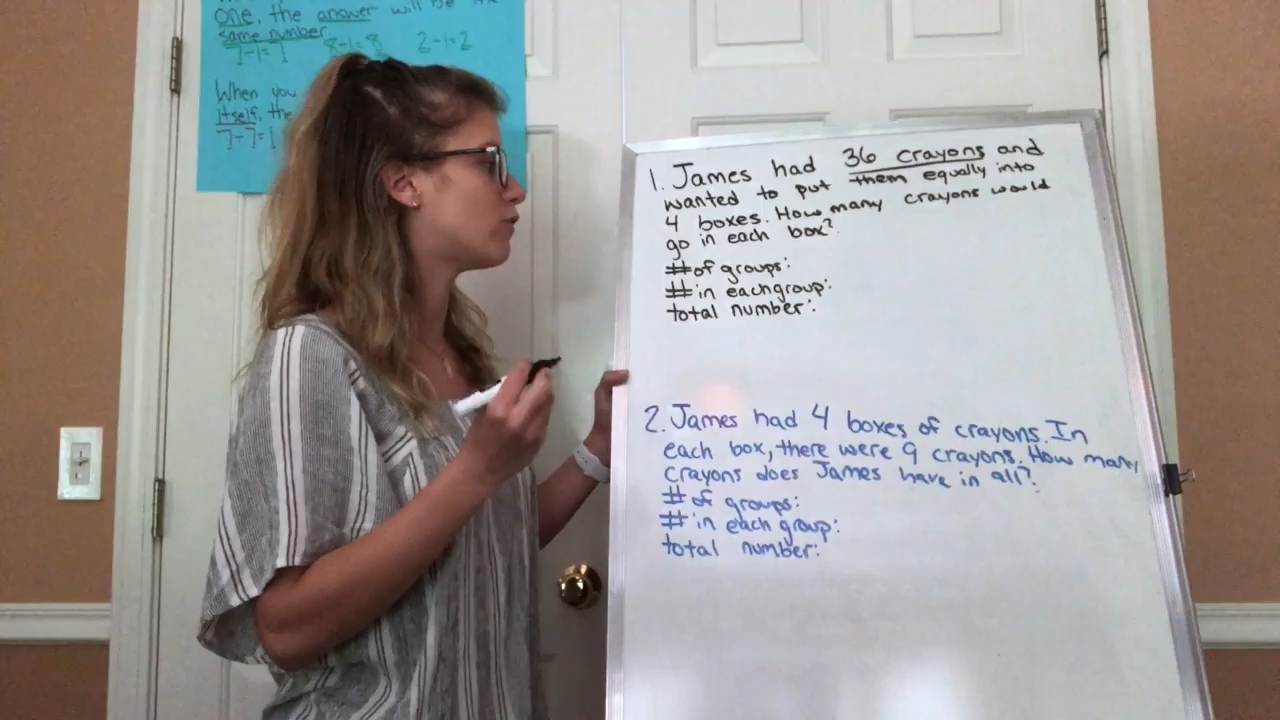 one, the answer will be the
same number.
7-1=7 8-1=8 2-1=2
When you
itself, the
7÷7=1
1. James had 36 crayons and
wanted to put them equally into
4 boxes. How many crayons would
go in each box?
# of groups:
# in each group:
total number:
2. James had 4 boxes of crayons. In
each box, there were 9 crayons. How many
crayons does James have in all?
# of groups:
# in each group:
total number: